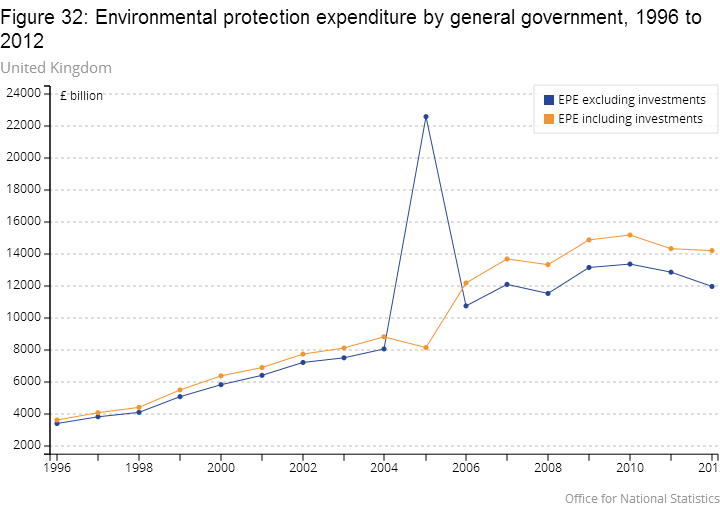 Figure 32: Environmental protection expenditure by general government, 1996 to
2012
United Kingdom
£ billion
EPE excluding investments
EPE including investments
24000
22000
20000
18000
16000
14000
12000
10000
8000
6000
4000
2000
1996 1998 2000 2002 2004 2006 2008 2010 201
Office for National Statistics